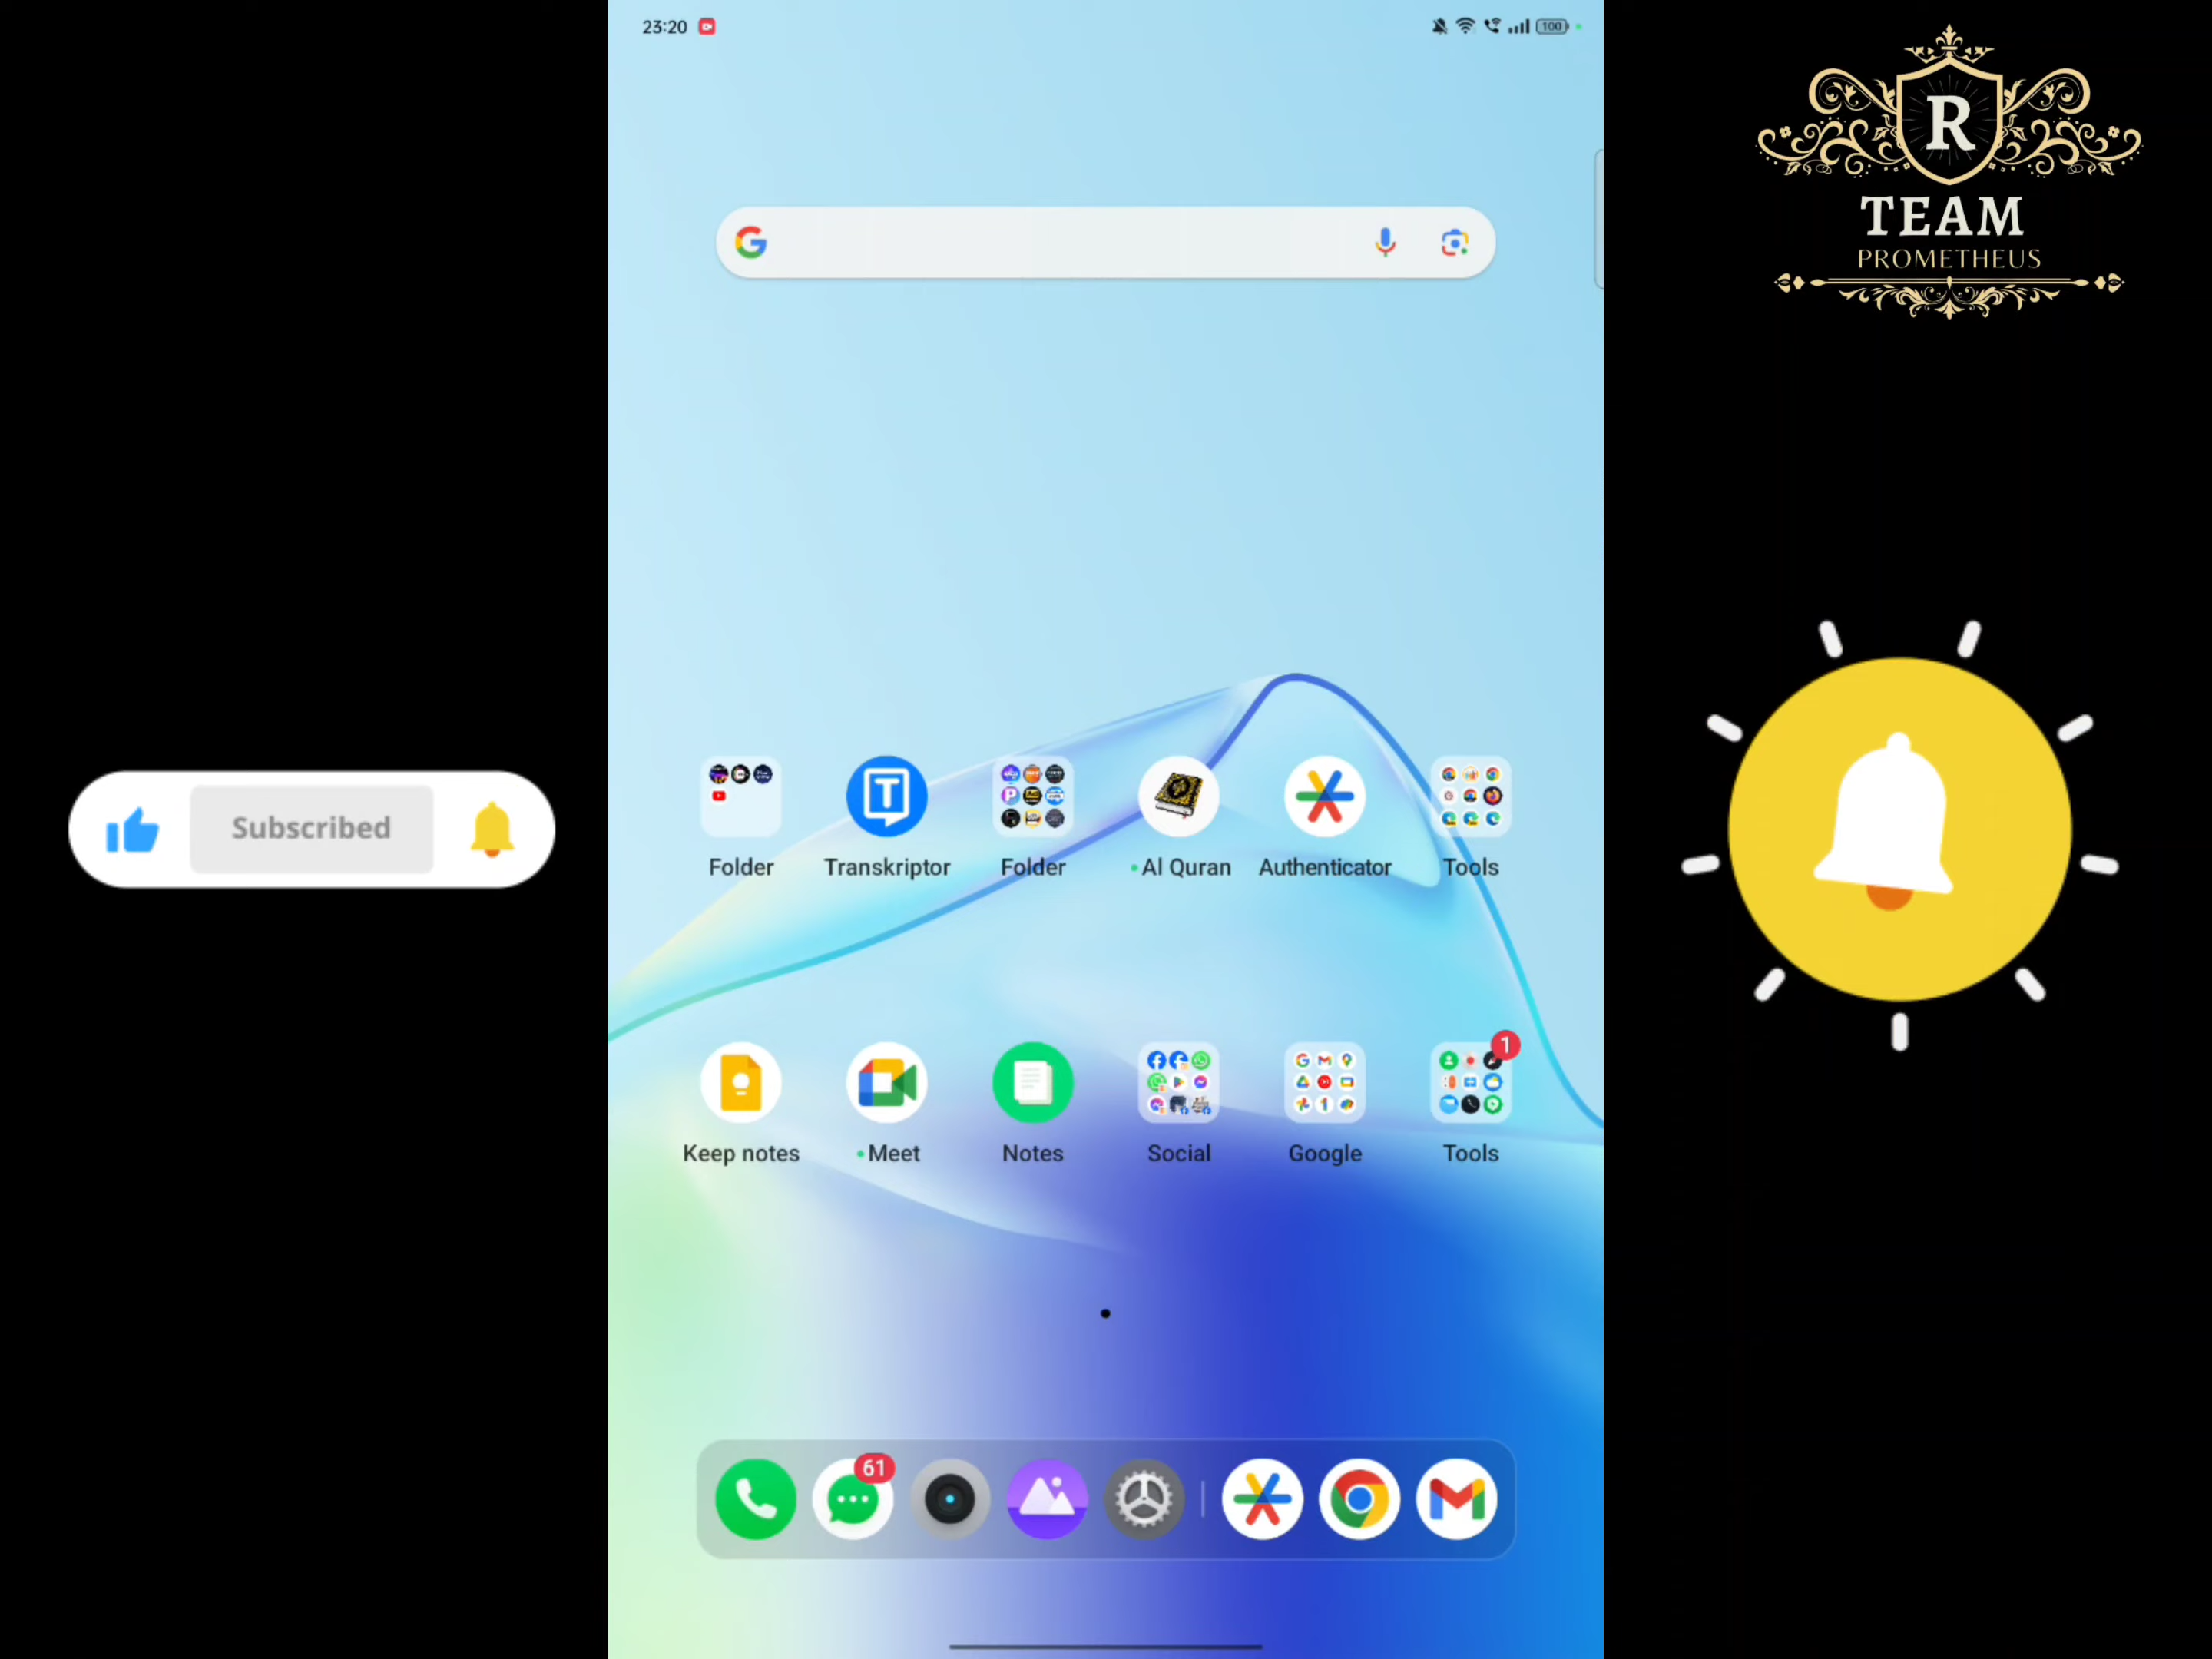 23:20
100
R
TEAM
PROMETHEUS
Subscribed
Folder
Transkriptor
Folder
Al Quran
Authenticator
Tools
1
Keep notes
Meet
Notes
Social
Google
Tools
61